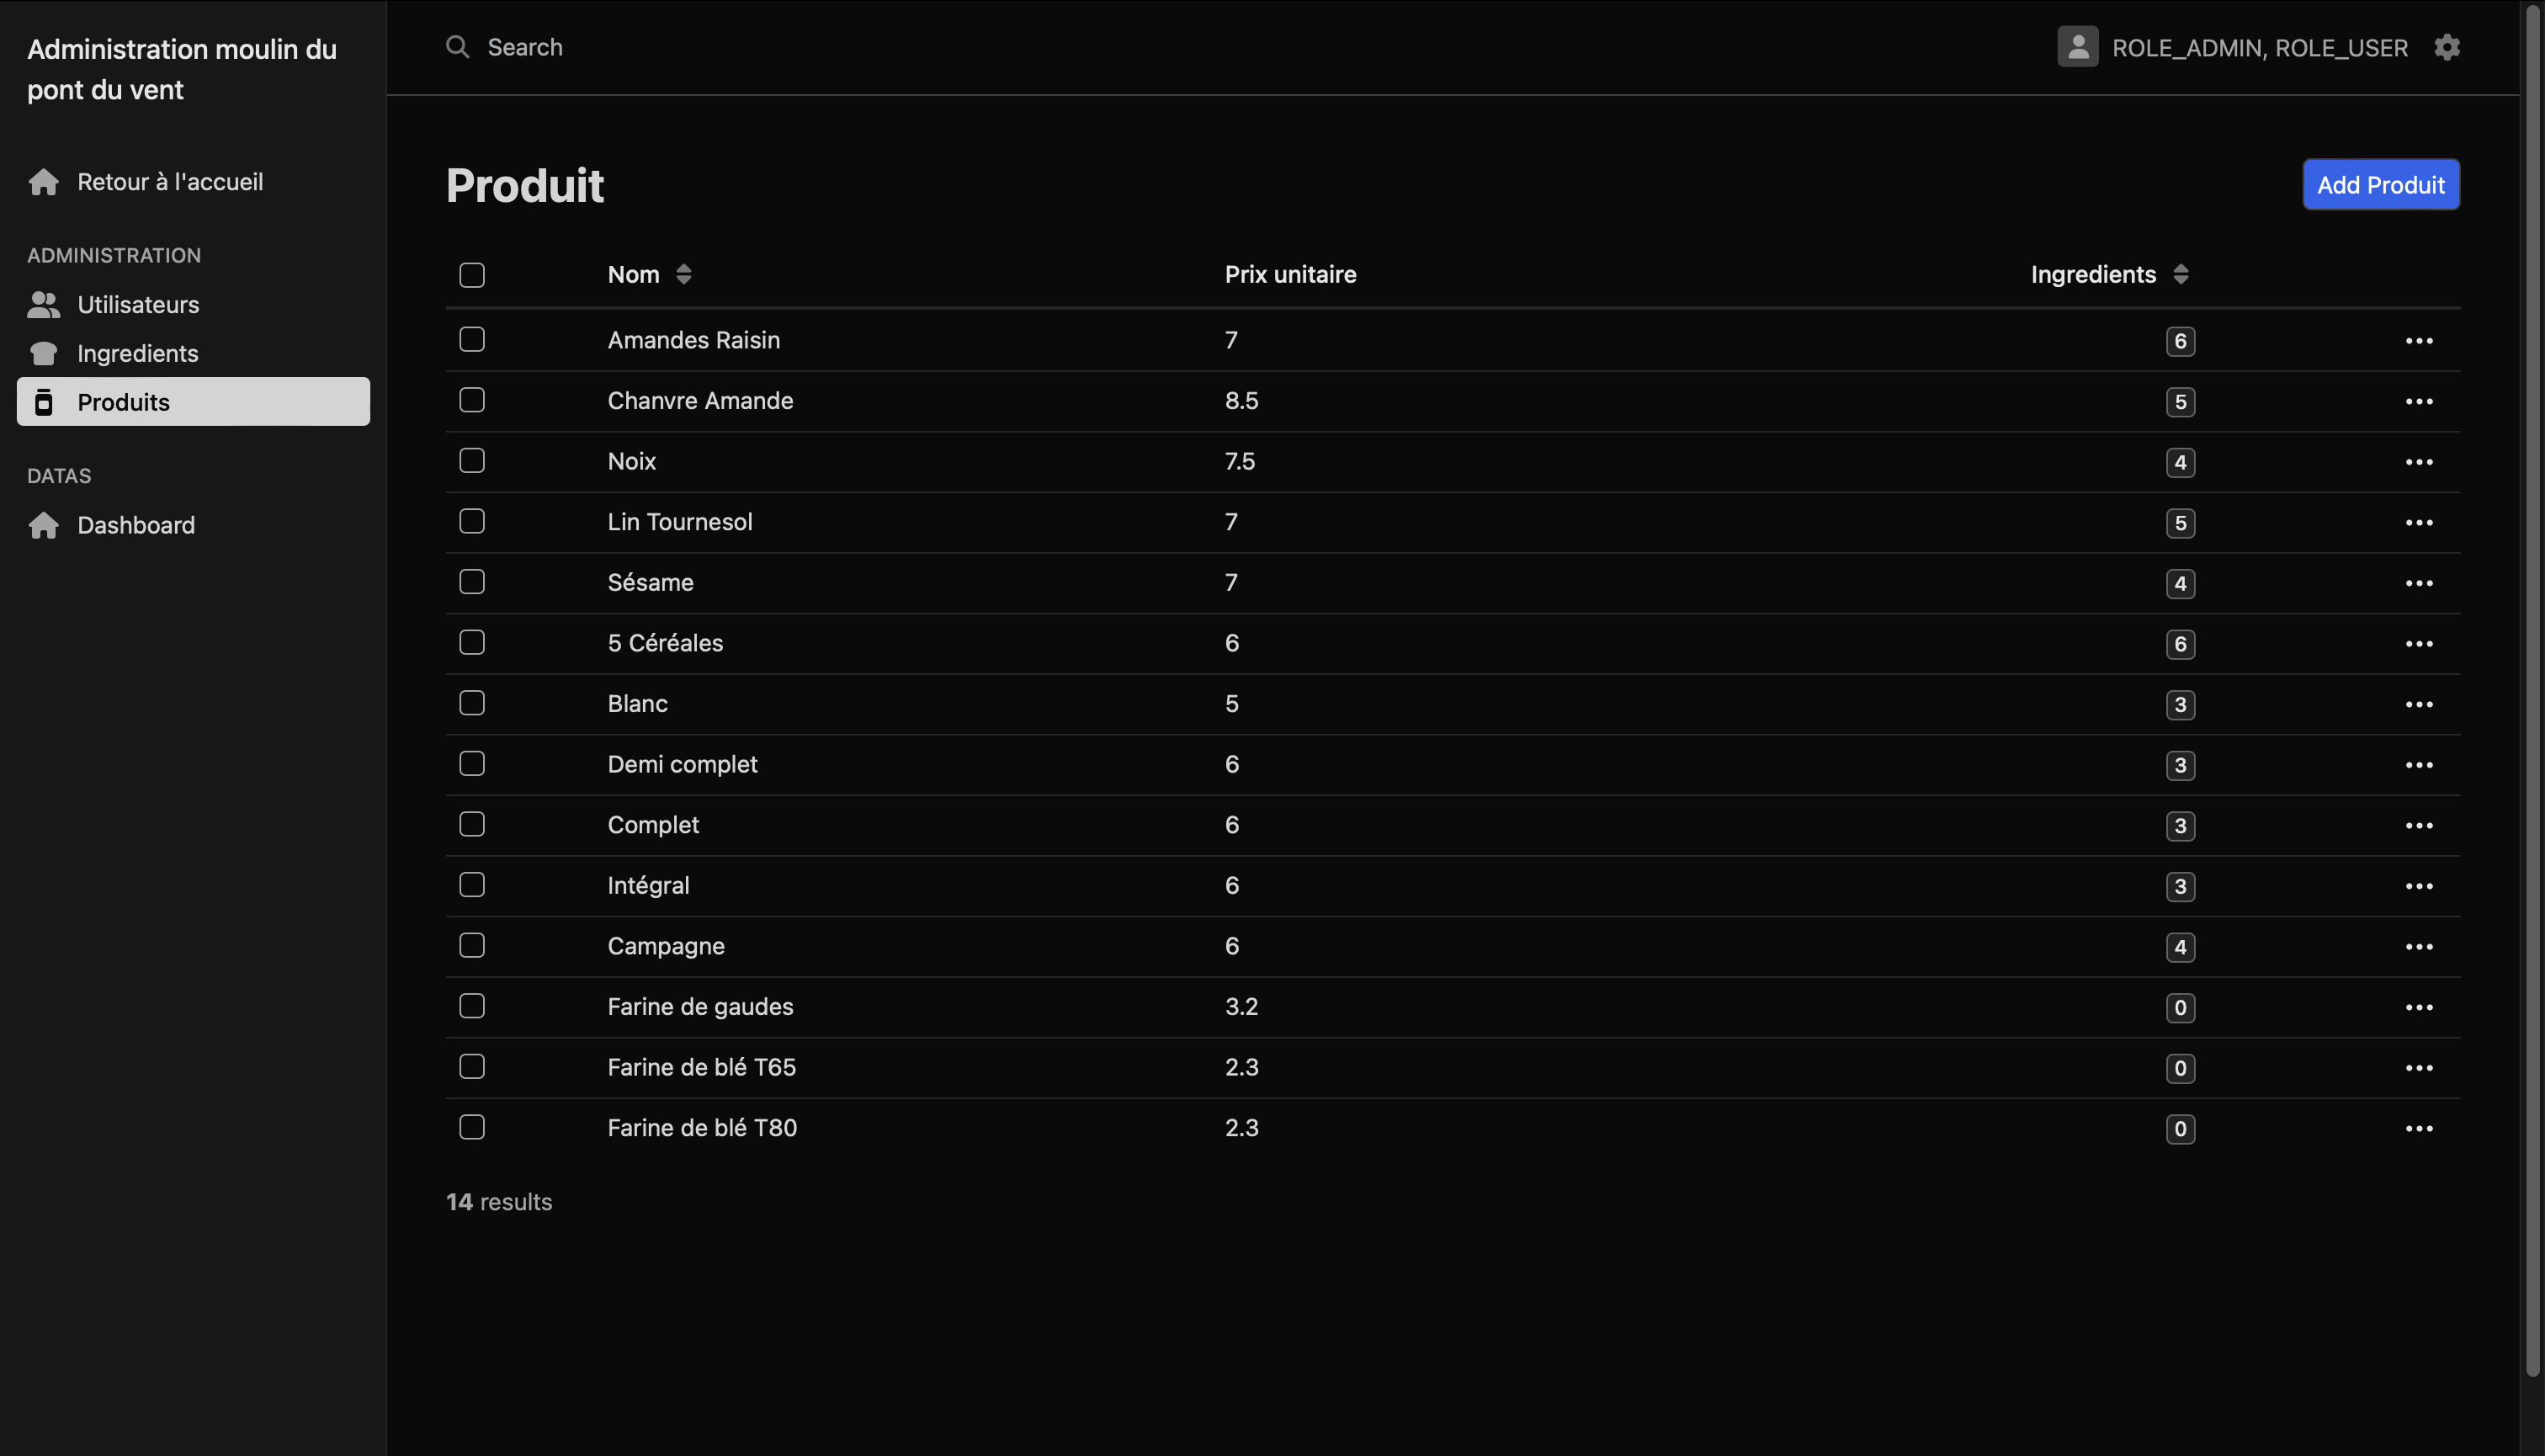 Administration moulin du
pont du vent
Retour à l'accueil
ADMINISTRATION
Utilisateurs
Ingredients
Produits
DATAS
Dashboard
Search
ROLE_ADMIN, ROLE_USER
Produit
Add Produit
Nom Prix unitaire Ingredients
Amandes Raisin 7 6
Chanvre Amande 8.5 5
Noix 7.5 4
Lin Tournesol 7 5
Sésame 7 4
5 Céréales 6 6
Blanc 5 3
Demi complet 6 3
Complet 6 3
Intégral 6 3
Campagne 6 4
Farine de gaudes 3.2 0
Farine de blé T65 2.3 0
Farine de blé T80 2.3 0
14 results